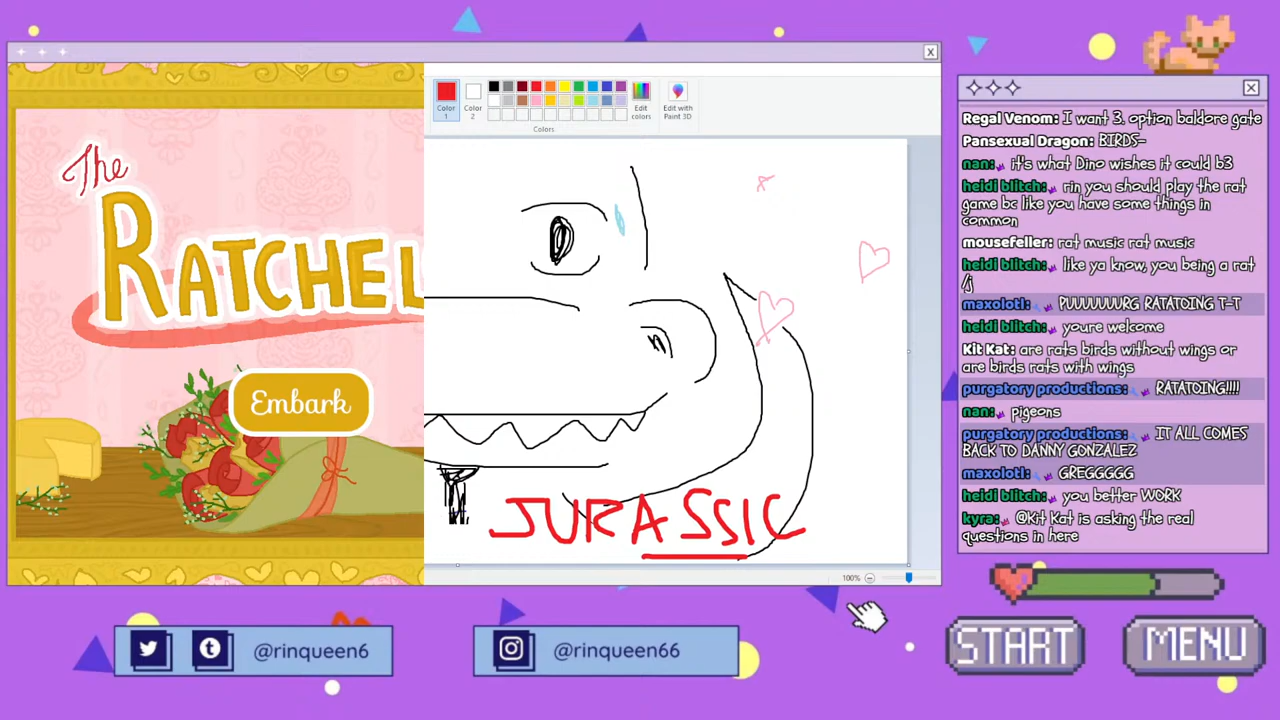 The
RATCHEL
Embark
Color
1
Color
2
Edit
colors
Edit with
Paint 3D
Colors
JURASSIC
100%
Regal Venom: I want 3. option baldore gate
Pansexual Dragon: BIRDS-
nan: it's what Dino wishes it could b3
heidi blitch: rin you should play the rat
game bc like you have some things in
common
mousefeller: rat music rat music
heidi blitch: like ya know, you being a rat
/j
maxolotl: PUUUUUURG RATATOING T-T
heidi blitch: youre welcome
Kit Kat: are rats birds without wings or
are birds rats with wings
purgatory productions: RATATOING!!!!
nan: pigeons
purgatory productions: IT ALL COMES
BACK TO DANNY GONZALEZ
maxolotl: GREGGGGG
heidi blitch: you better WORK
kyra: @Kit Kat is asking the real
questions in here
@rinqueen6
@rinqueen66
START
MENU